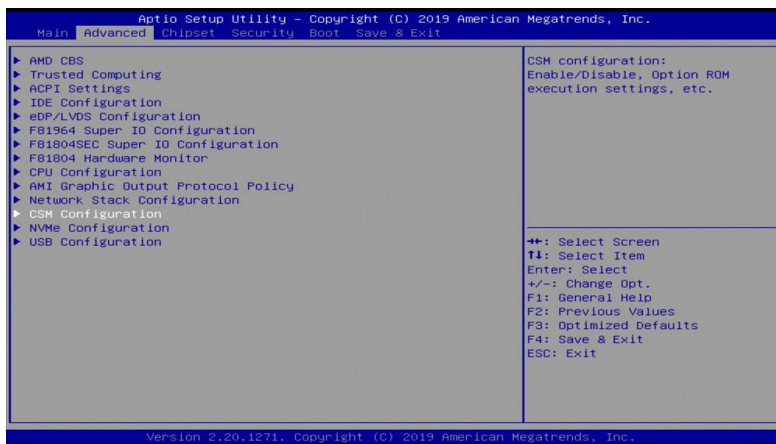 Aptio Setup Utility – Copyright (C) 2019 American Megatrends, Inc.
Main Advanced Chipset Security Boot Save & Exit
▶ AMD CBS
▶ Trusted Computing
▶ ACPI Settings
▶ IDE Configuration
▶ eDP/LVDS Configuration
▶ F81964 Super IO Configuration
▶ F81804SEC Super IO Configuration
▶ F81804 Hardware Monitor
▶ CPU Configuration
▶ AMI Graphic Output Protocol Policy
▶ Network Stack Configuration
▶ CSM Configuration
▶ NVMe Configuration
▶ USB Configuration
CSM configuration:
Enable/Disable, Option ROM
execution settings, etc.
→←: Select Screen
↑↓: Select Item
Enter: Select
+/-: Change Opt.
F1: General Help
F2: Previous Values
F3: Optimized Defaults
F4: Save & Exit
ESC: Exit
Version 2.20.1271. Copyright (C) 2019 American Megatrends, Inc.